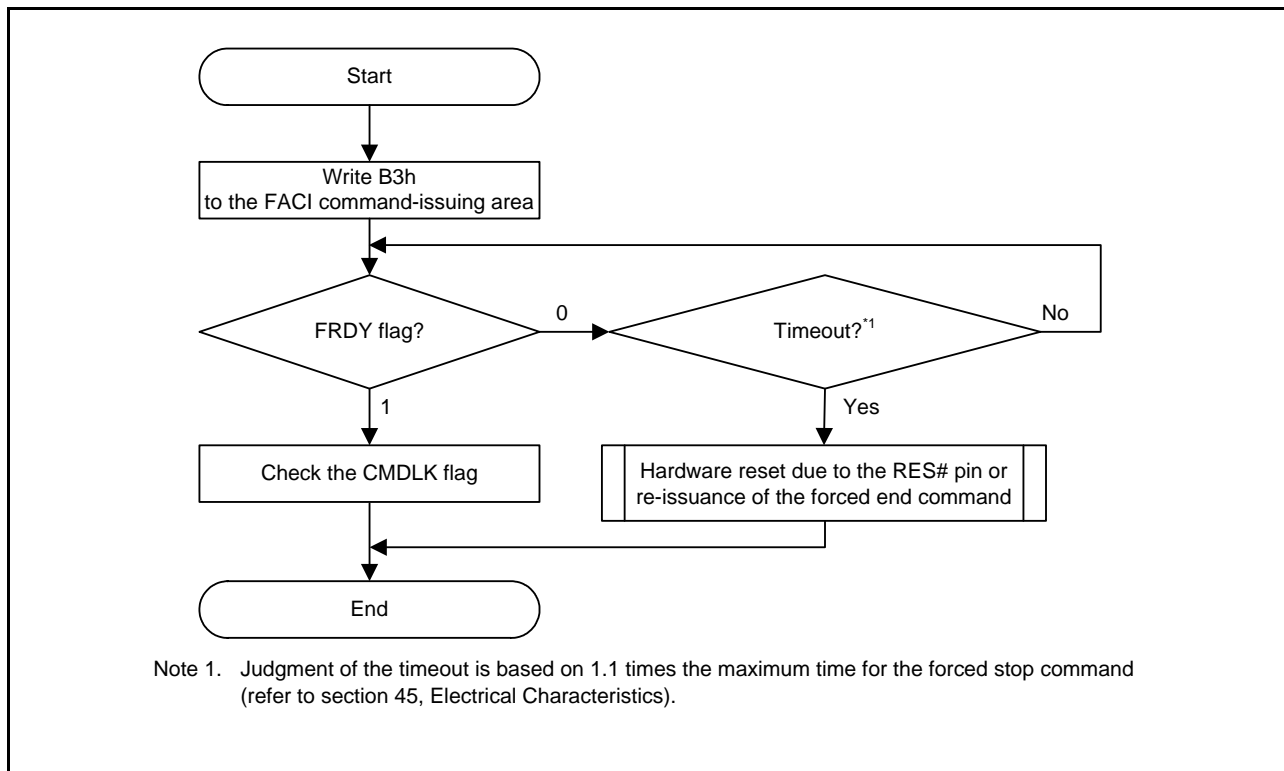 Start
Write B3h
to the FACI command-issuing area
FRDY flag?
0
Timeout?*1
No
1
Yes
Check the CMDLK flag
Hardware reset due to the RES# pin or
re-issuance of the forced end command
End
Note 1. Judgment of the timeout is based on 1.1 times the maximum time for the forced stop command
(refer to section 45, Electrical Characteristics).